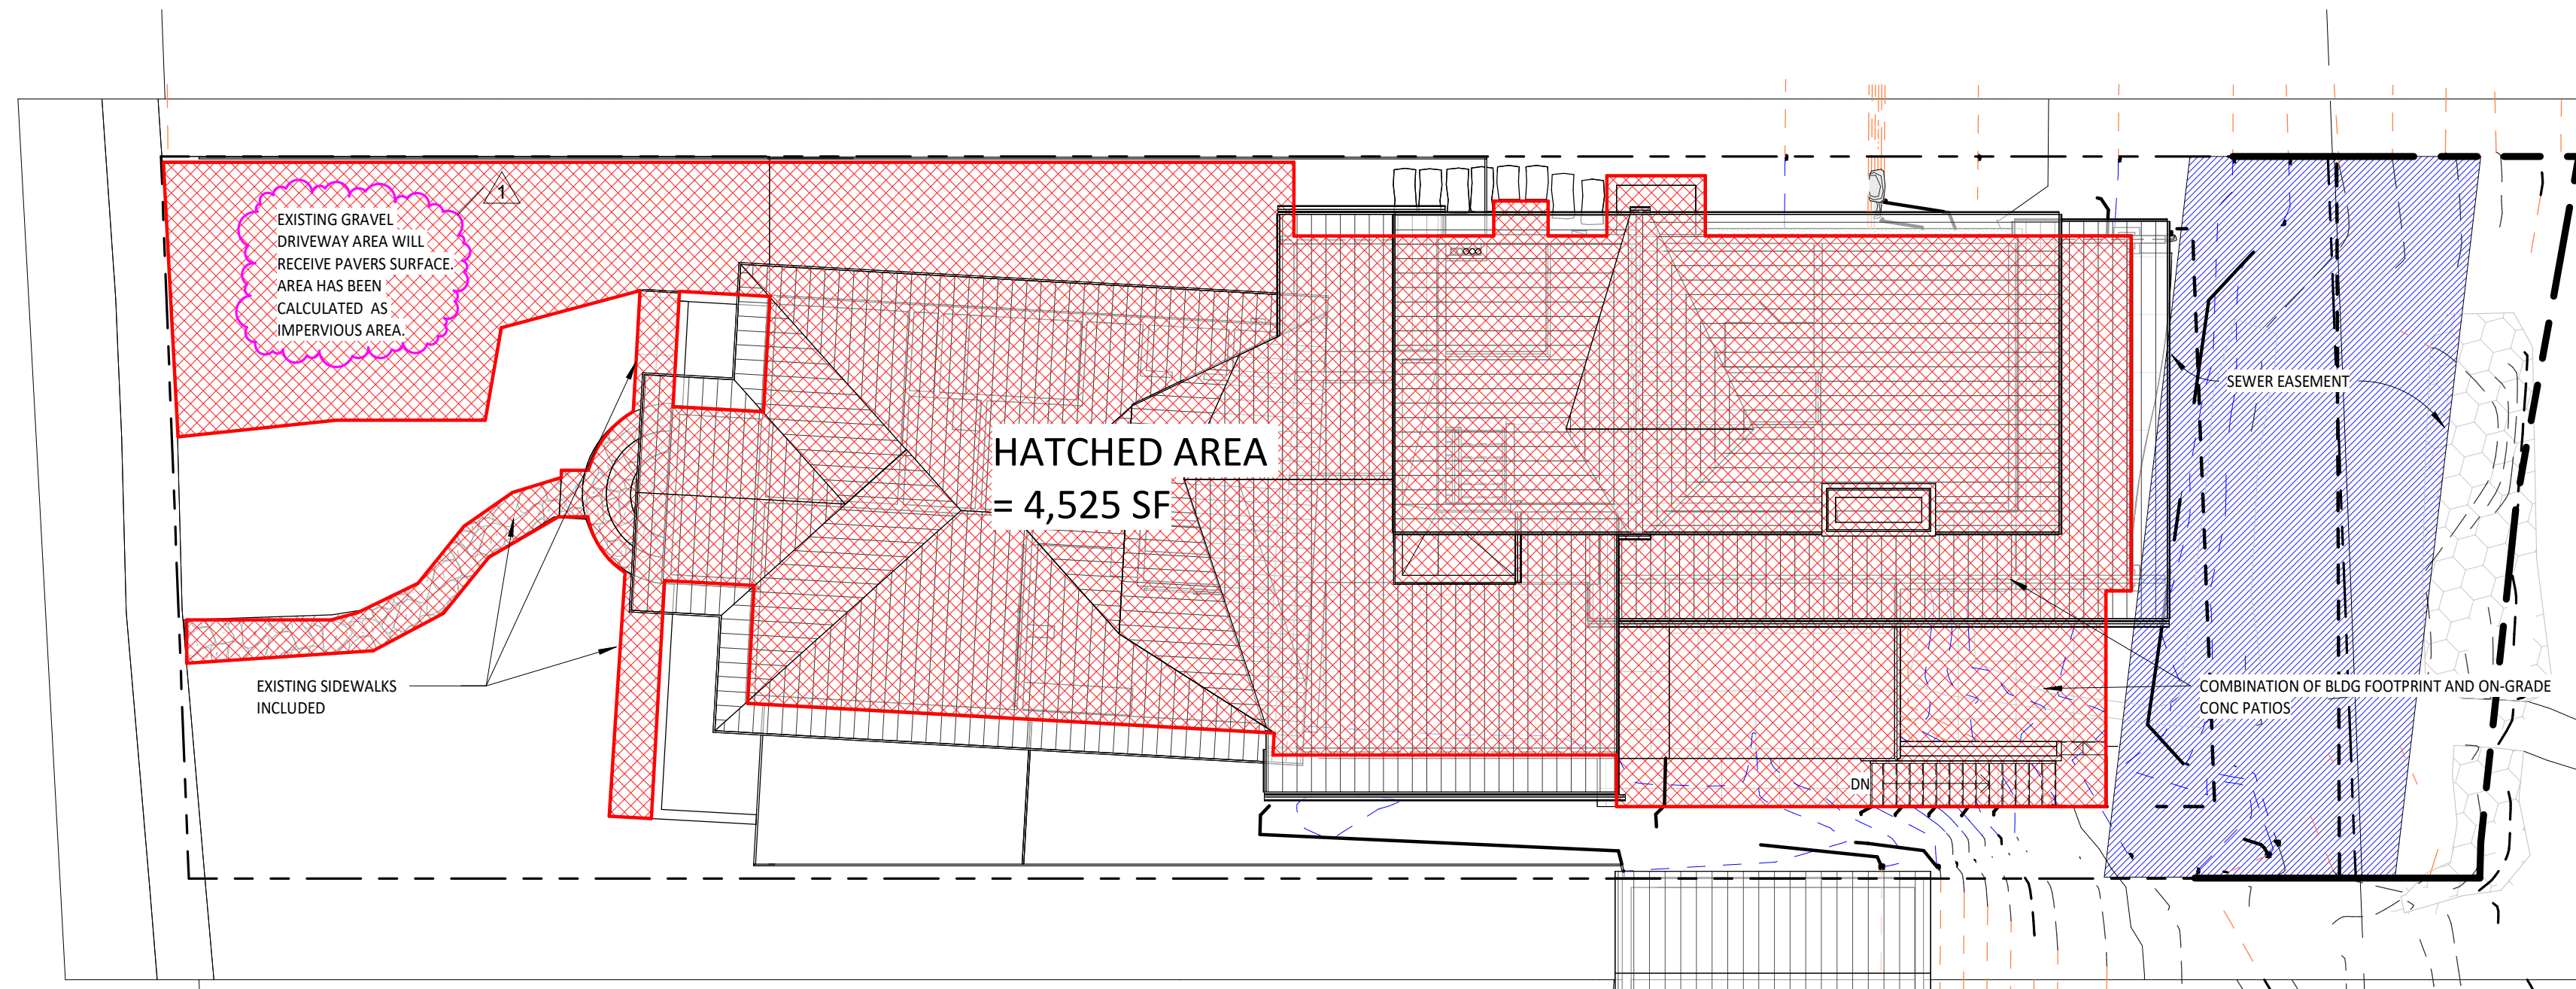 1
EXISTING GRAVEL
DRIVEWAY AREA WILL
RECEIVE PAVERS SURFACE.
AREA HAS BEEN
CALCULATED AS
IMPERVIOUS AREA.
HATCHED AREA
= 4,525 SF
SEWER EASEMENT
EXISTING SIDEWALKS
INCLUDED
COMBINATION OF BLDG FOOTPRINT AND ON-GRADE
CONC PATIOS
DN